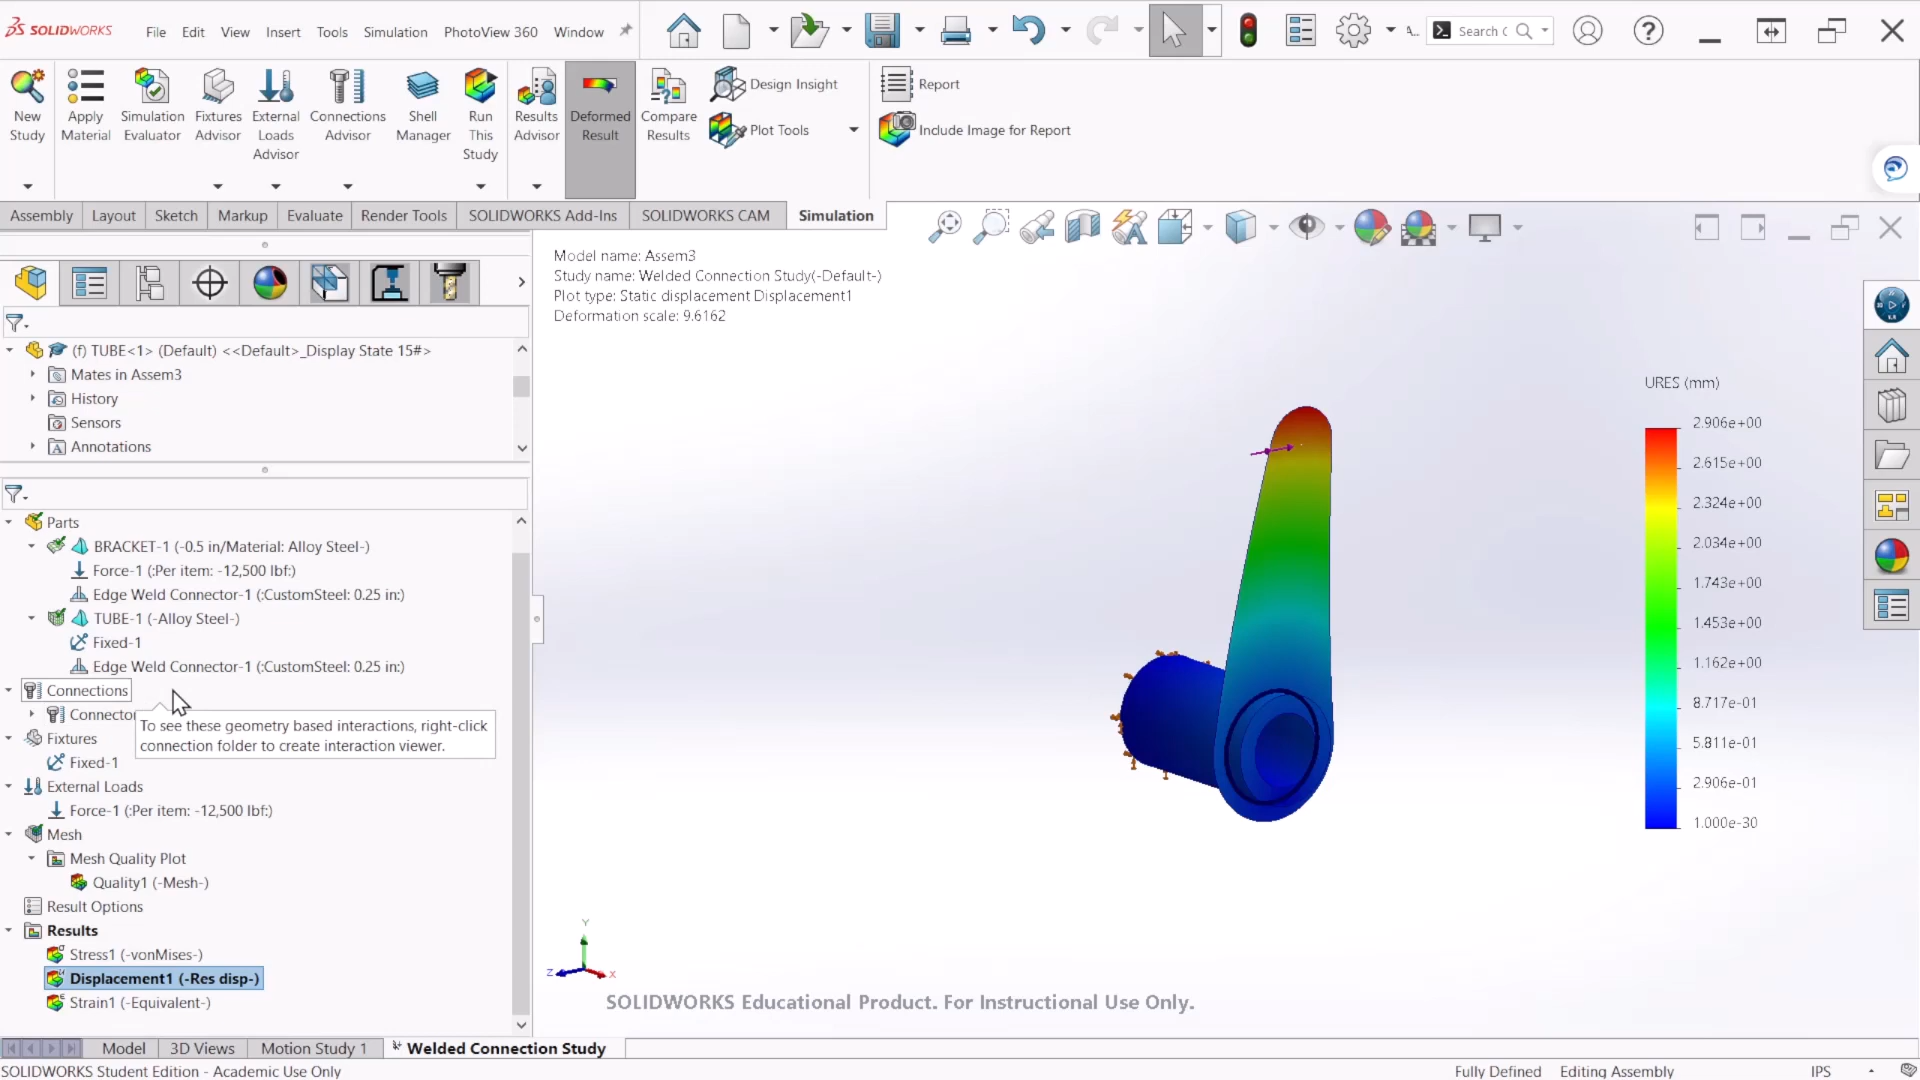 SOLIDWORKS
File Edit View Insert Tools Simulation PhotoView 360 Window
A... Search C
New Study
Apply Material
Simulation Evaluator
Fixtures Advisor
External Loads Advisor
Connections Advisor
Shell Manager
Run This Study
Results Advisor
Deformed Result
Compare Results
Design Insight
Plot Tools
Report
Include Image for Report
Assembly Layout Sketch Markup Evaluate Render Tools SOLIDWORKS Add-Ins SOLIDWORKS CAM Simulation
(f) TUBE<1> (Default) <<Default>_Display State 15#>
Mates in Assem3
History
Sensors
Annotations
Parts
BRACKET-1 (-0.5 in/Material: Alloy Steel-)
Force-1 (:Per item: -12,500 lbf:)
Edge Weld Connector-1 (:CustomSteel: 0.25 in:)
TUBE-1 (-Alloy Steel-)
Fixed-1
Edge Weld Connector-1 (:CustomSteel: 0.25 in:)
Connections
Connecto
To see these geometry based interactions, right-click
connection folder to create interaction viewer.
Fixtures
Fixed-1
External Loads
Force-1 (:Per item: -12,500 lbf:)
Mesh
Mesh Quality Plot
Quality1 (-Mesh-)
Result Options
Results
Stress1 (-vonMises-)
Displacement1 (-Res disp-)
Strain1 (-Equivalent-)
Model name: Assem3
Study name: Welded Connection Study(-Default-)
Plot type: Static displacement Displacement1
Deformation scale: 9.6162
URES (mm)
2.906e+00
2.615e+00
2.324e+00
2.034e+00
1.743e+00
1.453e+00
1.162e+00
8.717e-01
5.811e-01
2.906e-01
1.000e-30
Y
Z
X
SOLIDWORKS Educational Product. For Instructional Use Only.
Model 3D Views Motion Study 1 Welded Connection Study
SOLIDWORKS Student Edition - Academic Use Only
Fully Defined Editing Assembly IPS